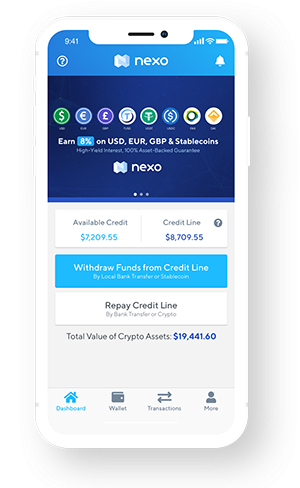 9:41
nexo
USD EUR GBP TUSD USDT USDC PAX DAI
Earn 8% on USD, EUR, GBP & Stablecoins
High-Yield Interest, 100% Asset-Backed Guarantee
nexo
Available Credit Credit Line
$7,209.55 $8,709.55
Withdraw Funds from Credit Line
By Local Bank Transfer or Stablecoin
Repay Credit Line
By Bank Transfer or Crypto
Total Value of Crypto Assets: $19,441.60
Dashboard Wallet Transactions More